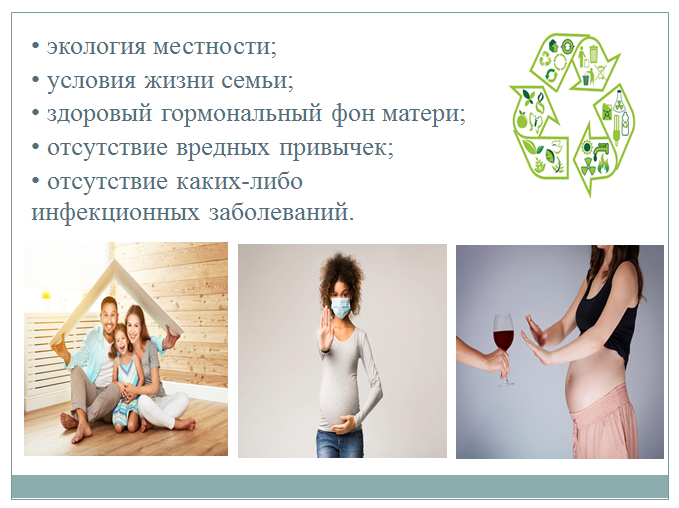 • экология местности;
• условия жизни семьи;
• здоровый гормональный фон матери;
• отсутствие вредных привычек;
• отсутствие каких-либо
инфекционных заболеваний.